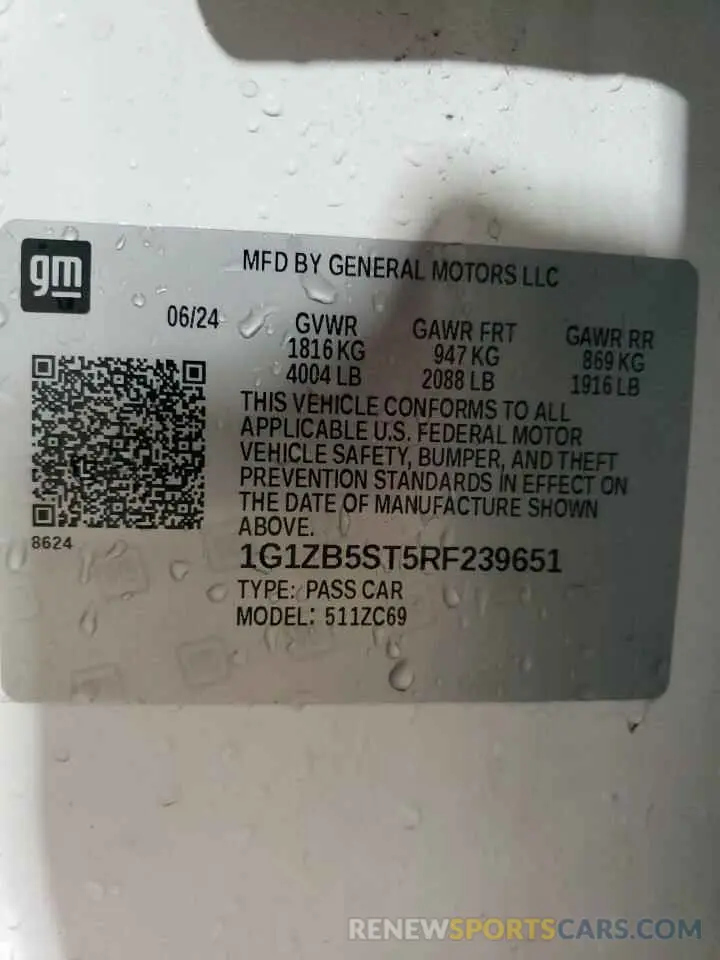 gm
MFD BY GENERAL MOTORS LLC
06/24
GVWR GAWR FRT GAWR RR
1816 KG 947 KG 869 KG
4004 LB 2088 LB 1916 LB
THIS VEHICLE CONFORMS TO ALL
APPLICABLE U.S. FEDERAL MOTOR
VEHICLE SAFETY, BUMPER, AND THEFT
PREVENTION STANDARDS IN EFFECT ON
THE DATE OF MANUFACTURE SHOWN
ABOVE.
8624
1G1ZB5ST5RF239651
TYPE: PASS CAR
MODEL: 511ZC69
RENEWSPORTSCARS.COM